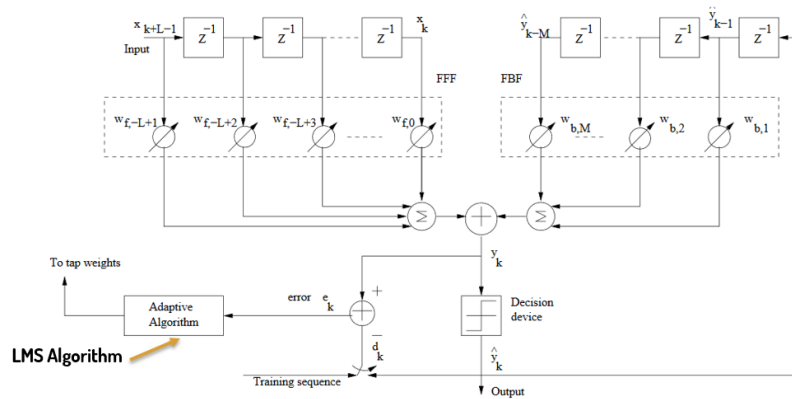 x k+L−1
Input
Z⁻¹
Z⁻¹
Z⁻¹
x k
ŷ k−M
Z⁻¹
Z⁻¹
ŷ k−1
Z⁻¹
FFF
FBF
w f,−L+1
w f,−L+2
w f,−L+3
w f,0
w b,M
w b,2
w b,1
Σ
+
Σ
y k
To tap weights
Adaptive
Algorithm
error e k
+
+
−
d k
Decision
device
LMS Algorithm
Training sequence
ŷ k
Output